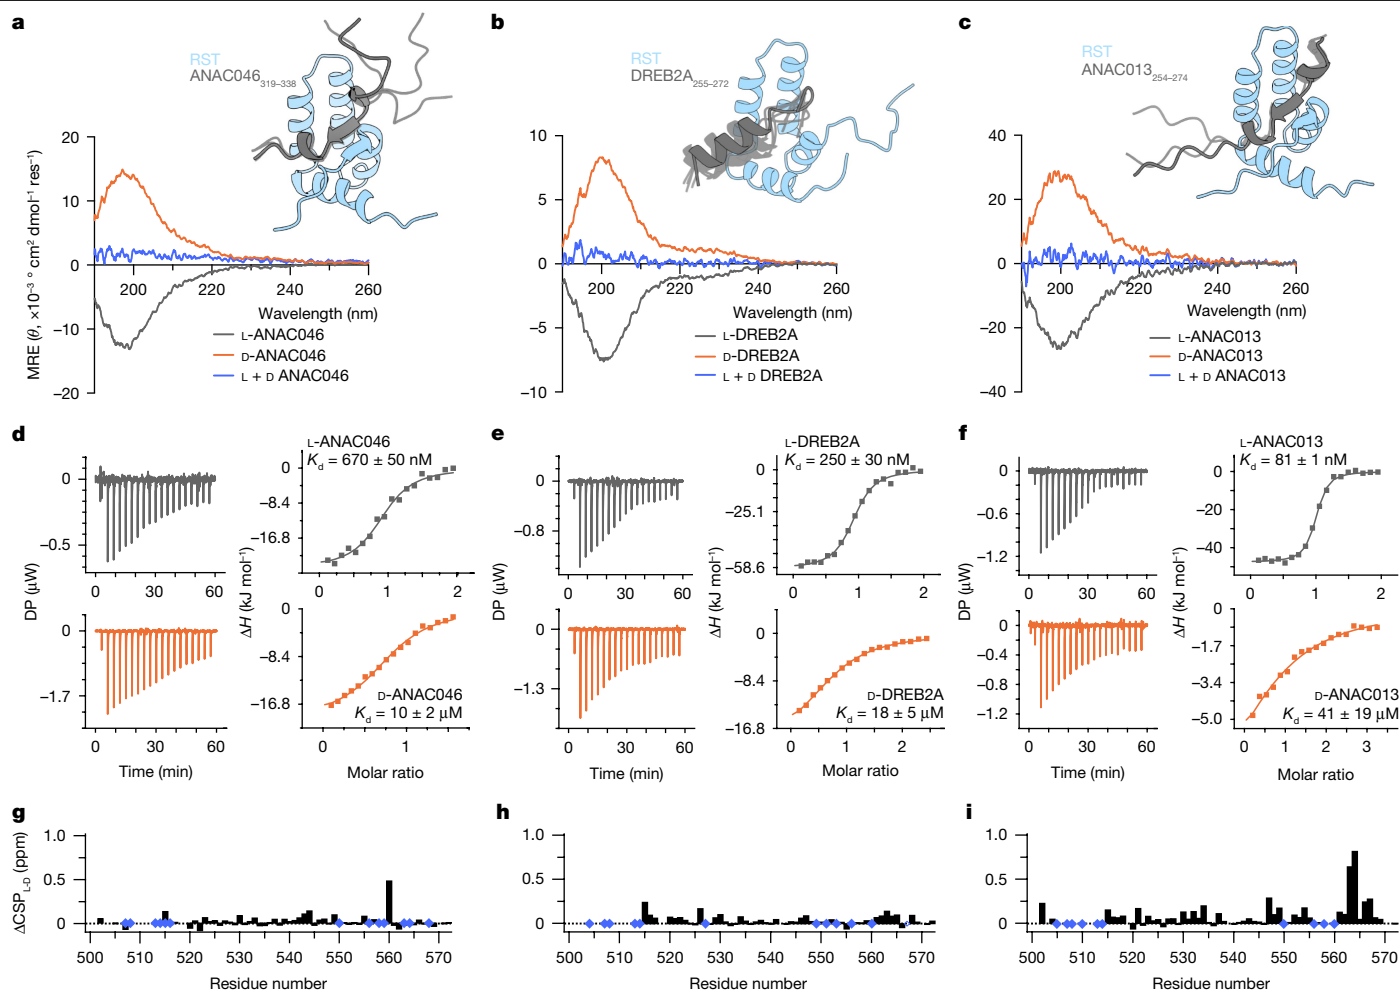 a
RST
ANAC046319–338
MRE (θ, ×10⁻³ ° cm² dmol⁻¹ res⁻¹)
20
10
0
−10
−20
200
220
240
260
Wavelength (nm)
L-ANAC046
D-ANAC046
L + D ANAC046
b
RST
DREB2A255–272
10
5
0
−5
−10
200
220
240
260
Wavelength (nm)
L-DREB2A
D-DREB2A
L + D DREB2A
c
RST
ANAC013254–274
40
20
0
−20
−40
200
220
240
260
Wavelength (nm)
L-ANAC013
D-ANAC013
L + D ANAC013
d
DP (µW)
0
−0.5
0
30
60
0
−1.7
0
30
60
Time (min)
ΔH (kJ mol⁻¹)
L-ANAC046
Kd = 670 ± 50 nM
0
−8.4
−16.8
0
1
2
0
−8.4
−16.8
D-ANAC046
Kd = 10 ± 2 µM
0
1
Molar ratio
e
DP (µW)
0
−0.8
0
30
60
0
−1.3
0
30
60
Time (min)
ΔH (kJ mol⁻¹)
L-DREB2A
Kd = 250 ± 30 nM
0
−25.1
−58.6
0
1
2
0
−8.4
−16.8
D-DREB2A
Kd = 18 ± 5 µM
0
1
2
Molar ratio
f
DP (µW)
0
−0.6
−1.2
0
30
60
0
−0.4
−0.8
−1.2
0
30
60
Time (min)
ΔH (kJ mol⁻¹)
L-ANAC013
Kd = 81 ± 1 nM
0
−20
−40
0
1
2
0
−1.7
−3.4
−5.0
D-ANAC013
Kd = 41 ± 19 µM
0
1
2
3
Molar ratio
g
ΔCSPL-D (ppm)
1.0
0.5
0
500
510
520
530
540
550
560
570
Residue number
h
1.0
0.5
0
500
510
520
530
540
550
560
570
Residue number
i
1.0
0.5
0
500
510
520
530
540
550
560
570
Residue number